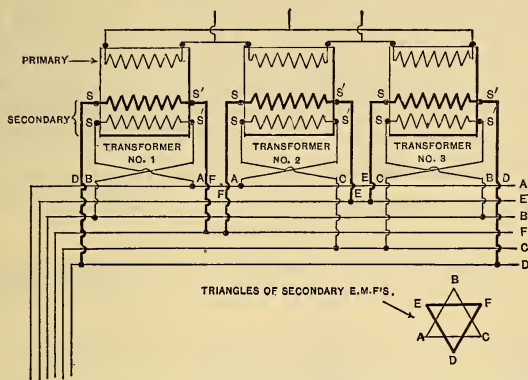 PRIMARY
S S' S S' S S'
SECONDARY
S S' S S' S S'
TRANSFORMER NO. 1
TRANSFORMER NO. 2
TRANSFORMER NO. 3
D B A F A C E C B D A
F E E
B
F
C
D
TRIANGLES OF SECONDARY E.M.F'S.
B
E F
A C
D